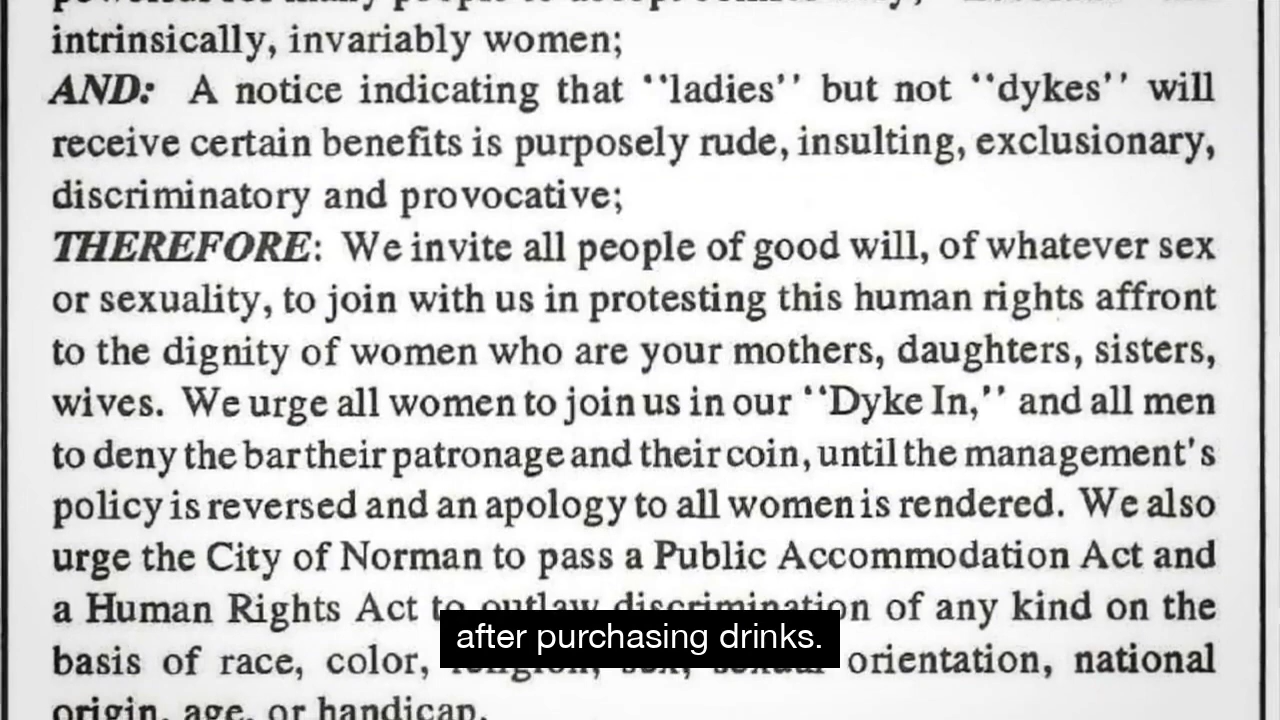 intrinsically, invariably women;
AND: A notice indicating that ‘‘ladies’’ but not ‘‘dykes’’ will
receive certain benefits is purposely rude, insulting, exclusionary,
discriminatory and provocative;
THEREFORE: We invite all people of good will, of whatever sex
or sexuality, to join with us in protesting this human rights affront
to the dignity of women who are your mothers, daughters, sisters,
wives. We urge all women to join us in our ‘‘Dyke In,’’ and all men
to deny the bar their patronage and their coin, until the management's
policy is reversed and an apology to all women is rendered. We also
urge the City of Norman to pass a Public Accommodation Act and
a Human Rights Act to outlaw discrimination of any kind on the
after purchasing drinks.
basis of race, color, religion, sex, sexual orientation, national
origin, age, or handicap.